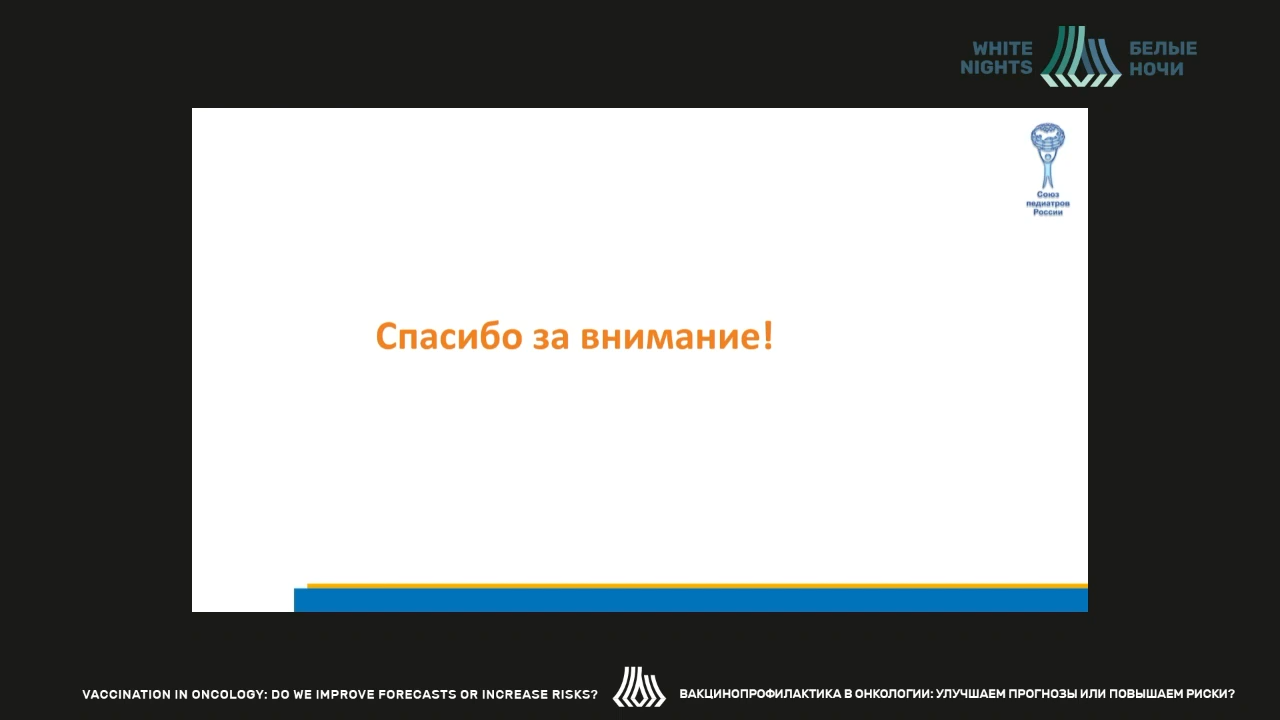 WHITE
NIGHTS
БЕЛЫЕ
НОЧИ
Союз
педиатров
России
Спасибо за внимание!
VACCINATION IN ONCOLOGY: DO WE IMPROVE FORECASTS OR INCREASE RISKS?
ВАКЦИНОПРОФИЛАКТИКА В ОНКОЛОГИИ: УЛУЧШАЕМ ПРОГНОЗЫ ИЛИ ПОВЫШАЕМ РИСКИ?